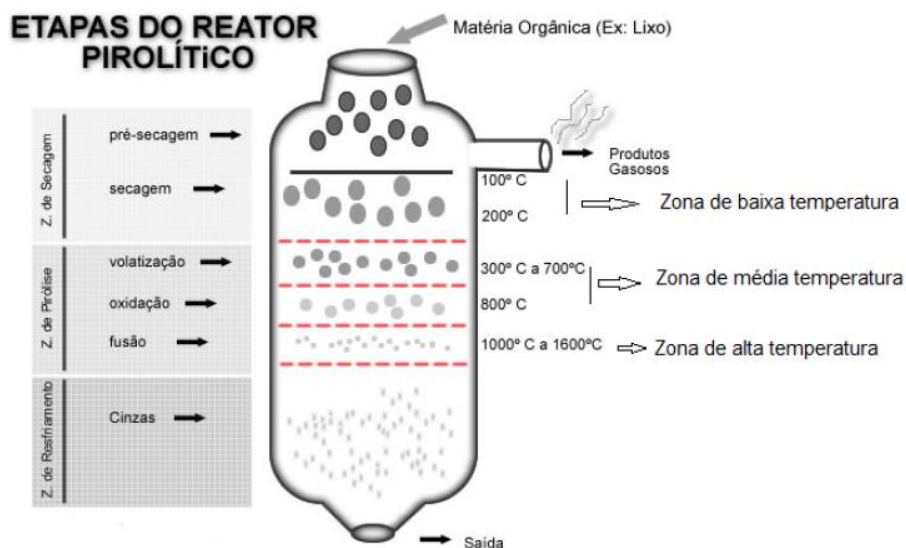 ETAPAS DO REATOR
PIROLÍTiCO
Matéria Orgânica (Ex: Lixo)
Z. de Secagem
pré-secagem
secagem
Produtos
Gasosos
100º C
200º C
Zona de baixa temperatura
Z. de Pirólise
volatização
oxidação
fusão
300º C a 700ºC
800º C
Zona de média temperatura
1000º C a 1600ºC
Zona de alta temperatura
Z. de Resfriamento
Cinzas
Saída